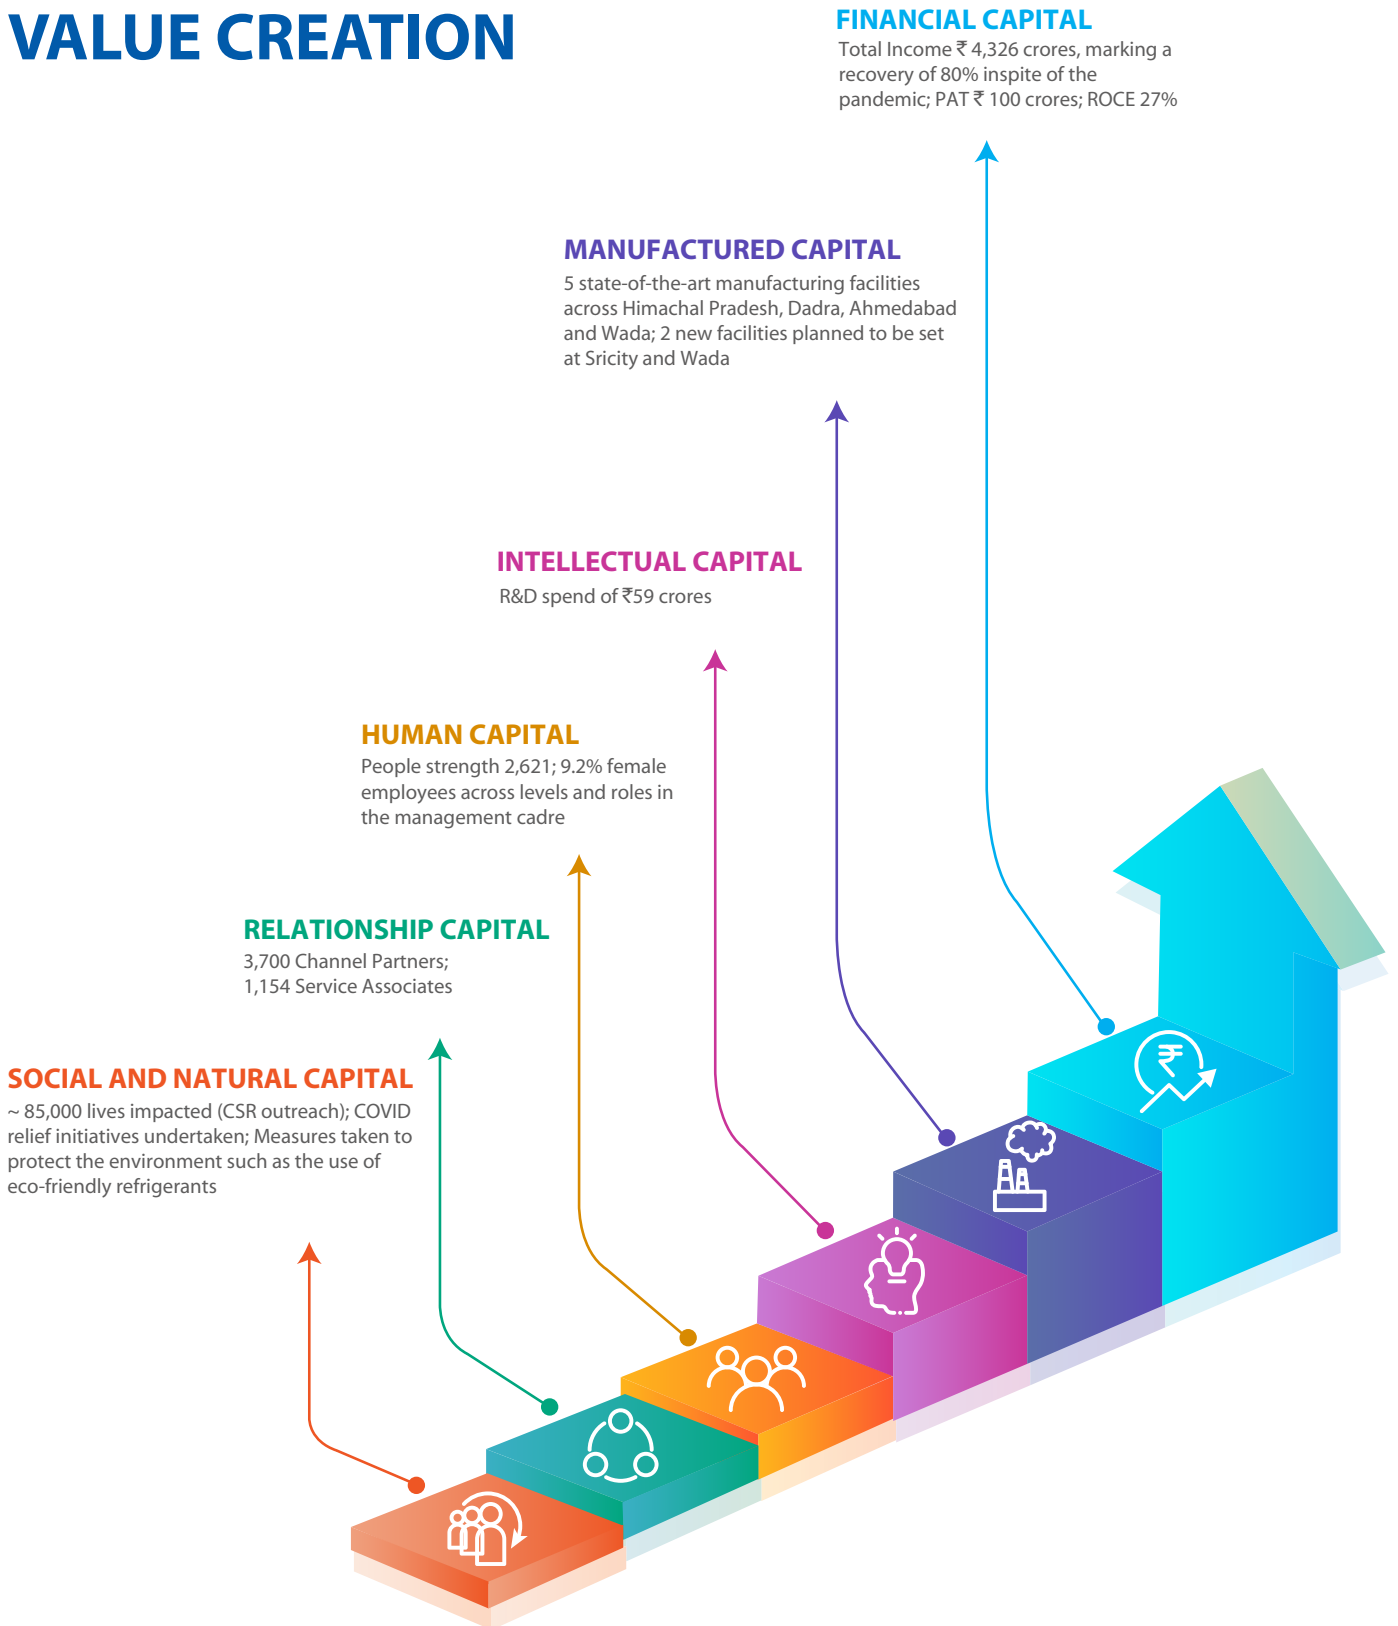 VALUE CREATION
FINANCIAL CAPITAL
Total Income ₹ 4,326 crores, marking a
recovery of 80% inspite of the
pandemic; PAT ₹ 100 crores; ROCE 27%
MANUFACTURED CAPITAL
5 state-of-the-art manufacturing facilities
across Himachal Pradesh, Dadra, Ahmedabad
and Wada; 2 new facilities planned to be set
at Sricity and Wada
INTELLECTUAL CAPITAL
R&D spend of ₹59 crores
HUMAN CAPITAL
People strength 2,621; 9.2% female
employees across levels and roles in
the management cadre
RELATIONSHIP CAPITAL
3,700 Channel Partners;
1,154 Service Associates
SOCIAL AND NATURAL CAPITAL
~ 85,000 lives impacted (CSR outreach); COVID
relief initiatives undertaken; Measures taken to
protect the environment such as the use of
eco-friendly refrigerants
₹